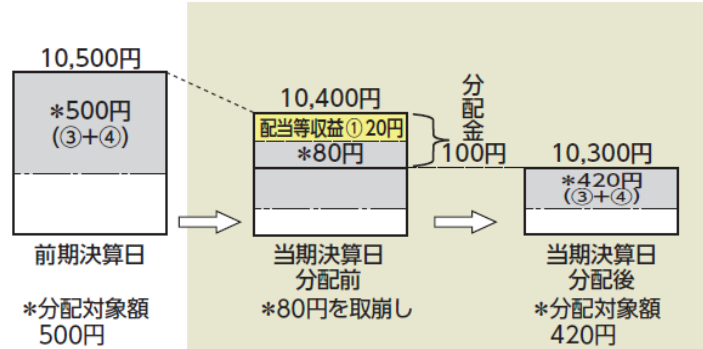 10,500円
*500円
(③+④)
前期決算日
*分配対象額
500円
10,400円
配当等収益①20円
*80円
分配金
100円
当期決算日
分配前
*80円を取崩し
10,300円
*420円
(③+④)
当期決算日
分配後
*分配対象額
420円